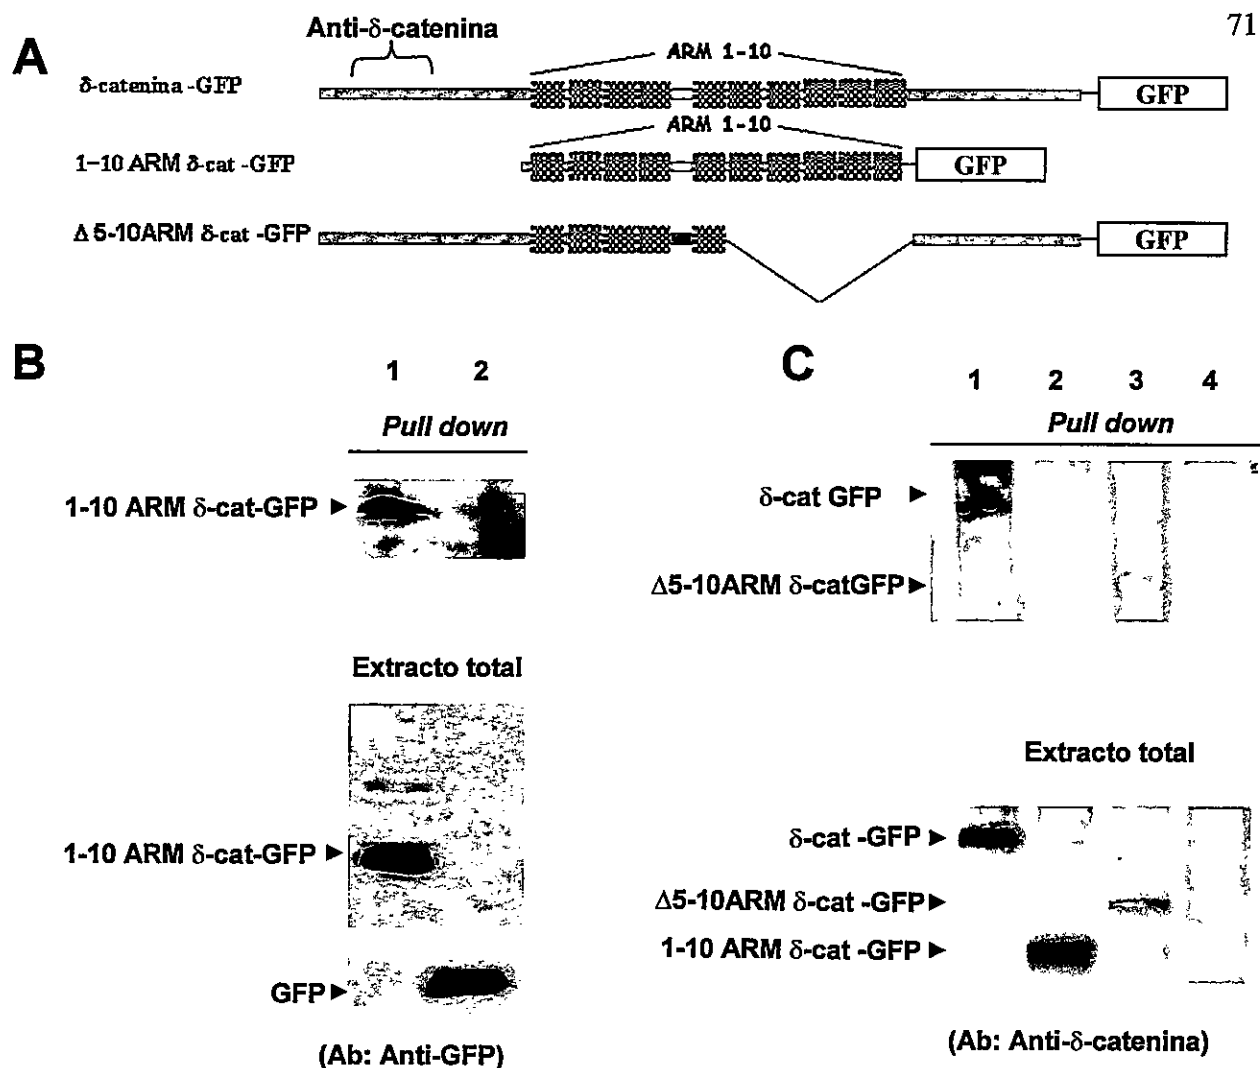 71
A
Anti-δ-catenina
ARM 1-10
δ-catenina -GFP
GFP
ARM 1-10
1-10 ARM δ-cat -GFP
GFP
Δ 5-10ARM δ-cat -GFP
GFP
B
1 2
Pull down
1-10 ARM δ-cat-GFP
Extracto total
1-10 ARM δ-cat-GFP
GFP
(Ab: Anti-GFP)
C
1 2 3 4
Pull down
δ-cat GFP
Δ5-10ARM δ-catGFP
Extracto total
δ-cat -GFP
Δ5-10ARM δ-cat -GFP
1-10 ARM δ-cat -GFP
(Ab: Anti-δ-catenina)